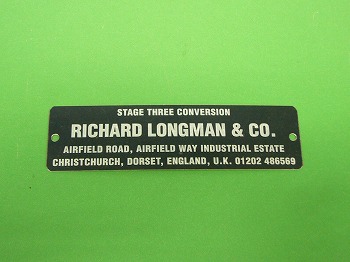 STAGE THREE CONVERSION
RICHARD LONGMAN & CO.
AIRFIELD ROAD, AIRFIELD WAY INDUSTRIAL ESTATE
CHRISTCHURCH, DORSET, ENGLAND, U.K. 01202 486569